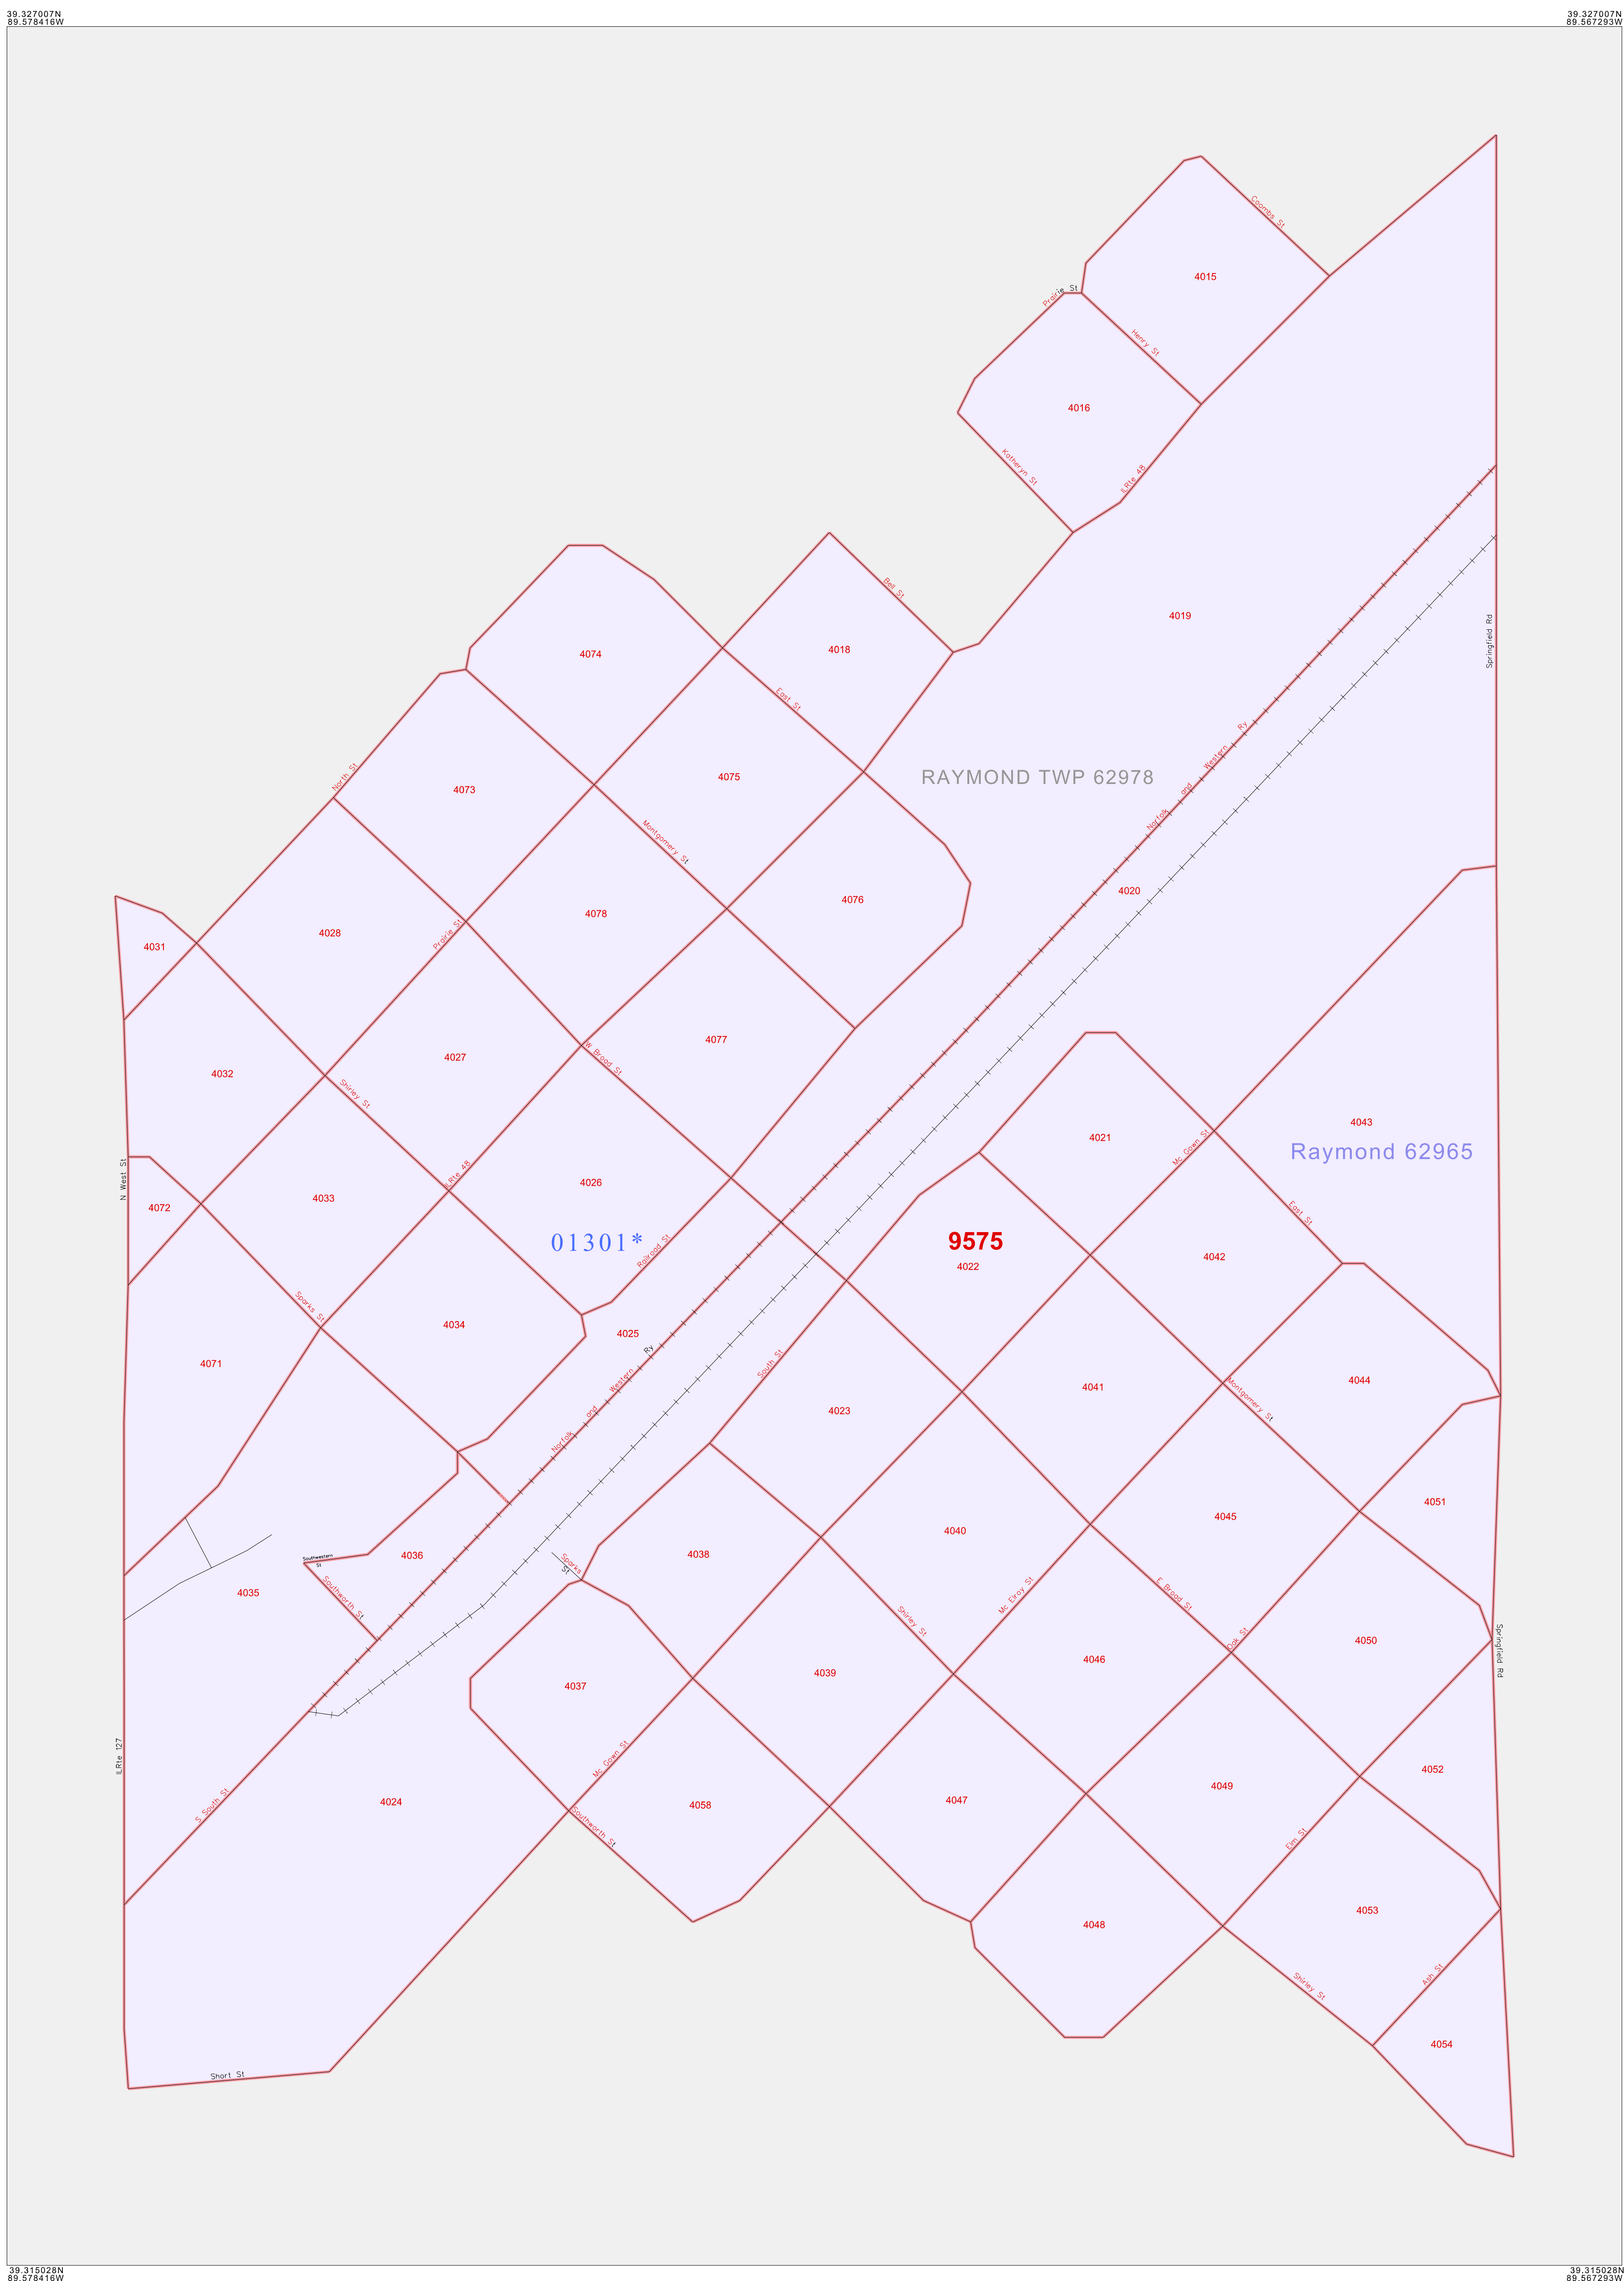 39.327007N
89.578416W
39.327007N
89.567293W
Coombs St
4015
Prairie St
Henry St
4016
Katheryn St
ILRte 48
Bell St
4019
Springfield Rd
4018
4074
East St
Norfolk and Western Ry
4075
RAYMOND TWP 62978
North St
4073
Montgomery St
4020
4076
4078
4028
Prairie St
4031
4077
W Broad St
4027
4032
Shirley St
4043
Raymond 62965
4021
Mc Gown St
N West St
ILRte 48
4026
4033
4072
East St
01301*
Railroad St
9575
4022
4042
Sparks St
4034
4025
4071
Norfolk and Western Ry
South St
4023
4041
Montgomery St
4044
4051
4045
4040
4038
4036
Southwestern
St
Sparks
St
4035
Southworth St
Shirley St
Mc Elroy St
E Broad St
Oak St
4050
Springfield Rd
4046
4039
4037
ILRte 127
Mc Gown St
4052
4049
4024
4058
4047
S South St
Southworth St
Elm St
4053
4048
Shirley St
Ash St
4054
Short St
39.315028N
89.578416W
39.315028N
89.567293W